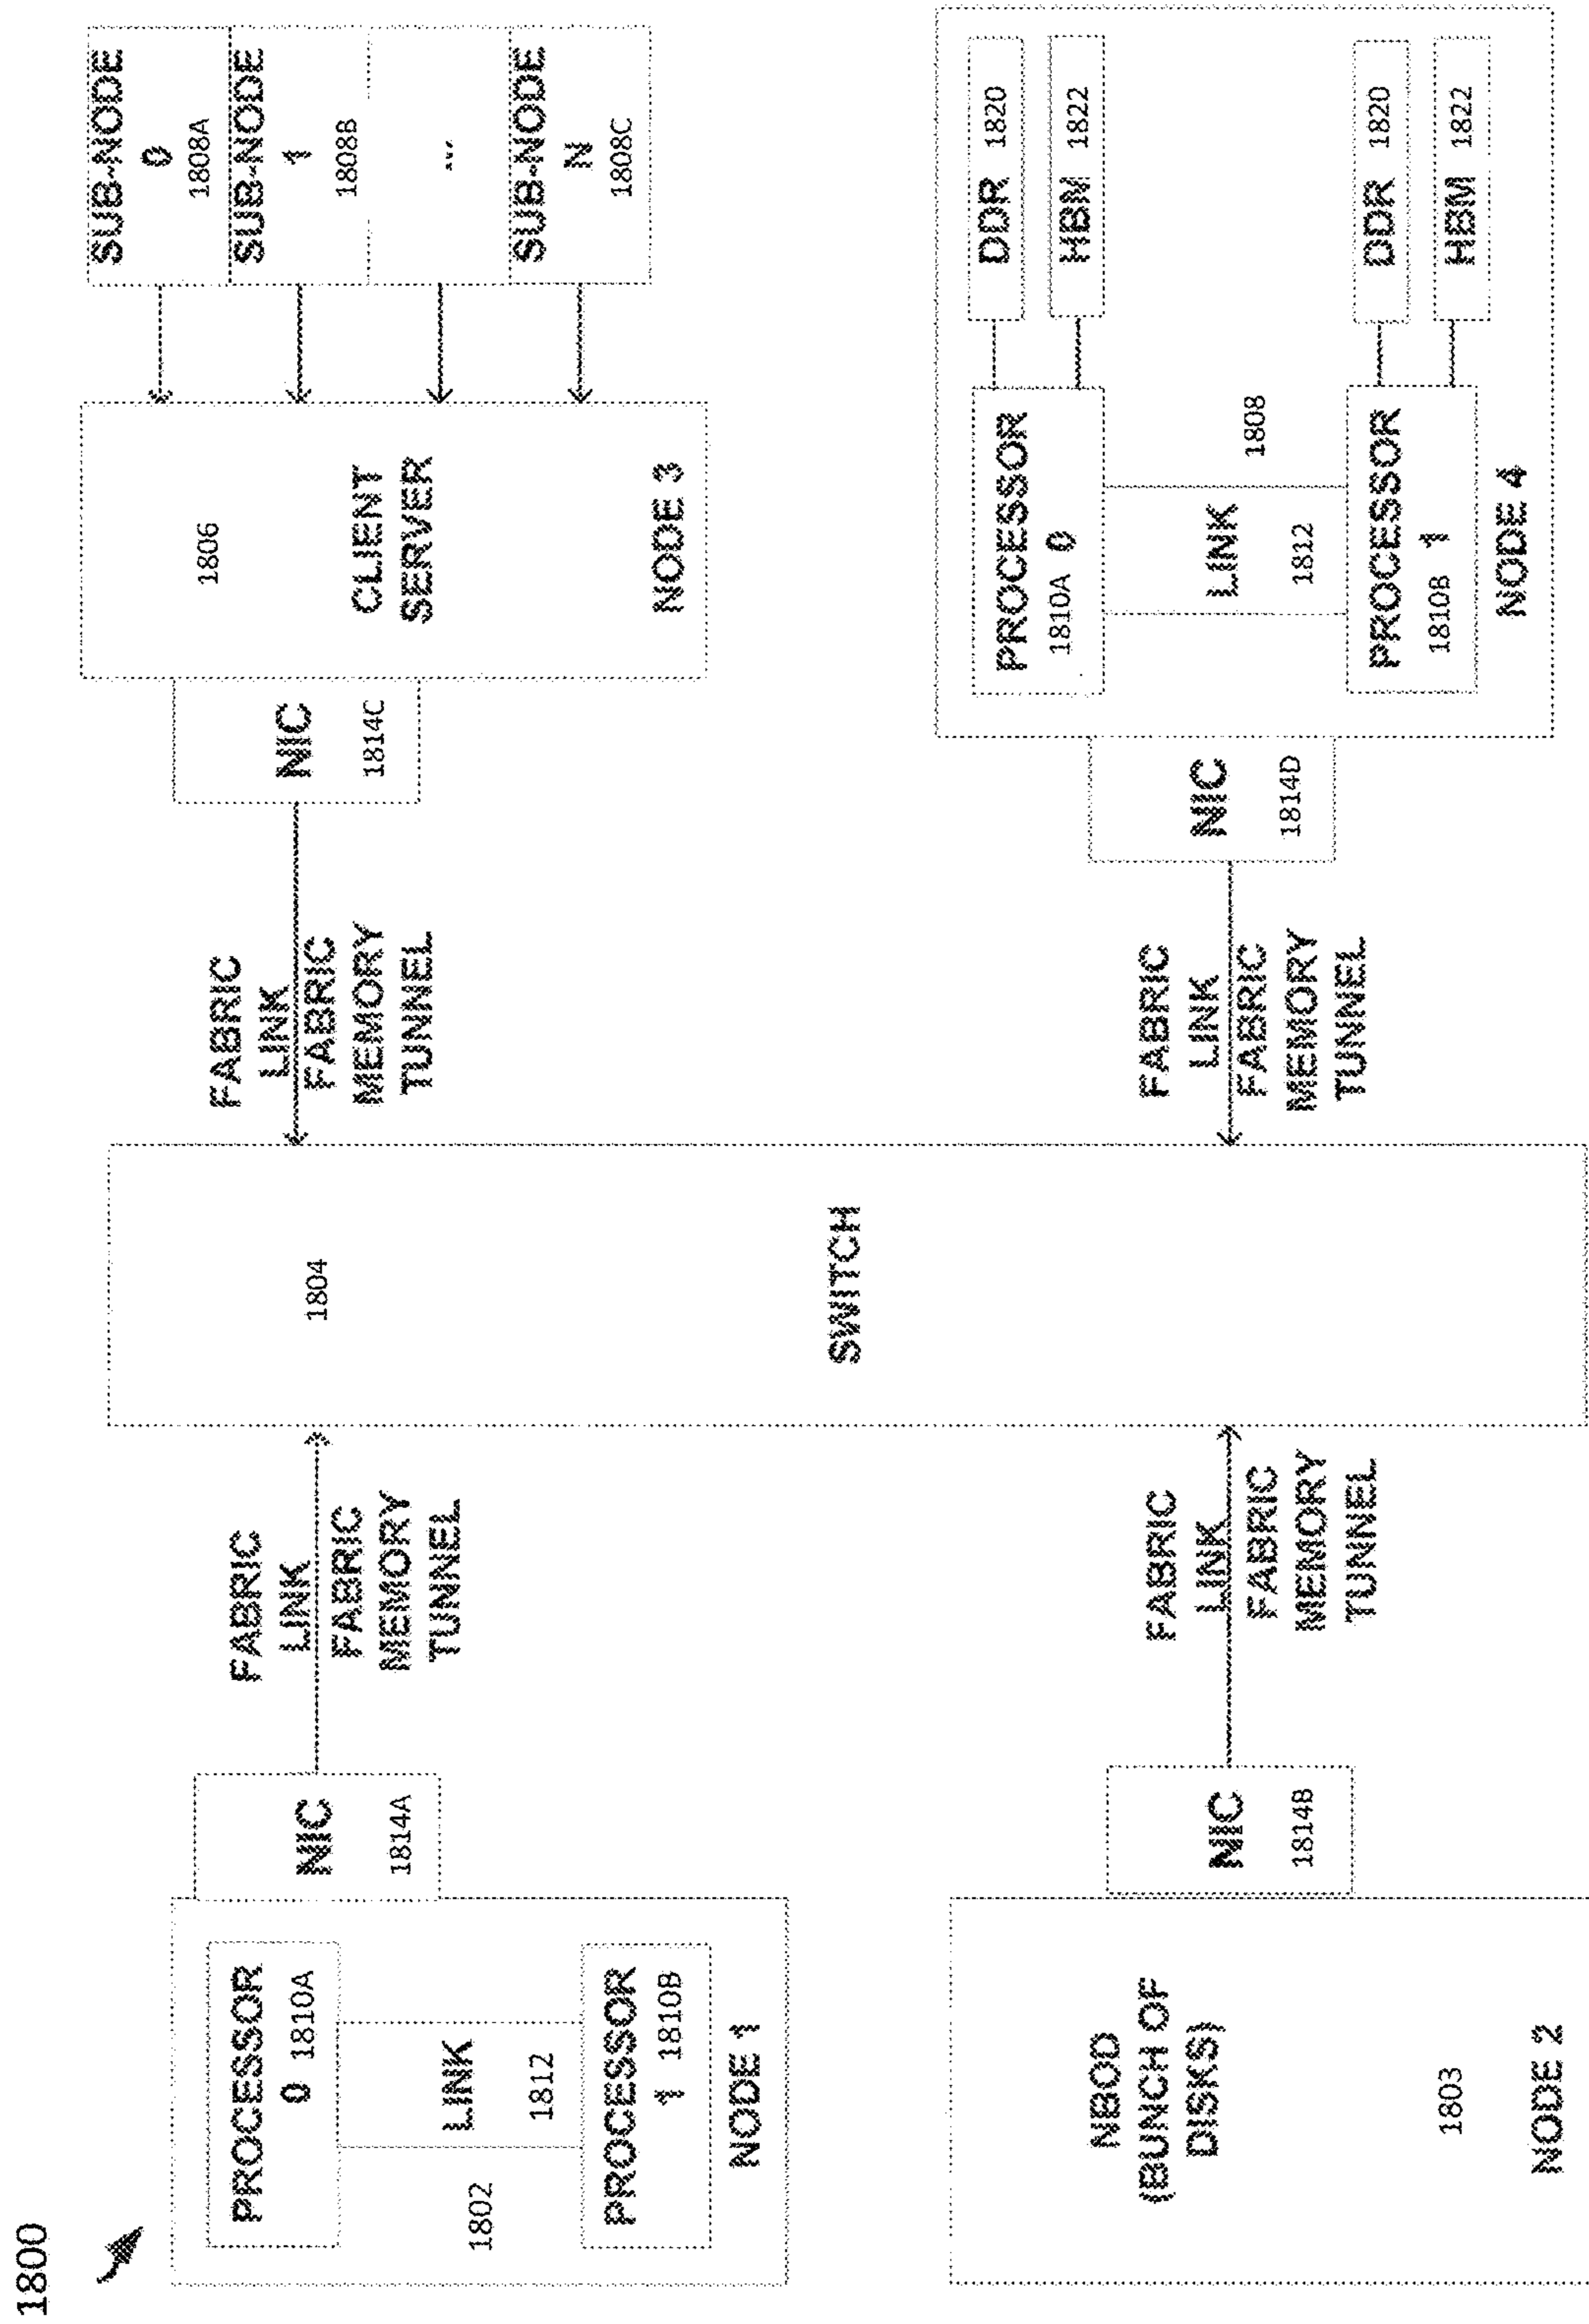 1800
PROCESSOR
0 1810A
LINK
1812
1802
PROCESSOR
1 1810B
NODE 1
NIC
1814A
FABRIC
LINK
FABRIC
MEMORY
TUNNEL
1804
SWITCH
FABRIC
LINK
FABRIC
MEMORY
TUNNEL
NIC
1814C
1806
CLIENT
SERVER
NODE 3
SUB-NODE
0
1808A
SUB-NODE
1
1808B
...
SUB-NODE
N
1808C
NBOD
(BUNCH OF
DISKS)
1803
NODE 2
NIC
1814B
FABRIC
LINK
FABRIC
MEMORY
TUNNEL
FABRIC
LINK
FABRIC
MEMORY
TUNNEL
NIC
1814D
PROCESSOR
1810A 0
LINK
1812
1808
PROCESSOR
1810B 1
NODE 4
DDR 1820
HBM 1822
DDR 1820
HBM 1822